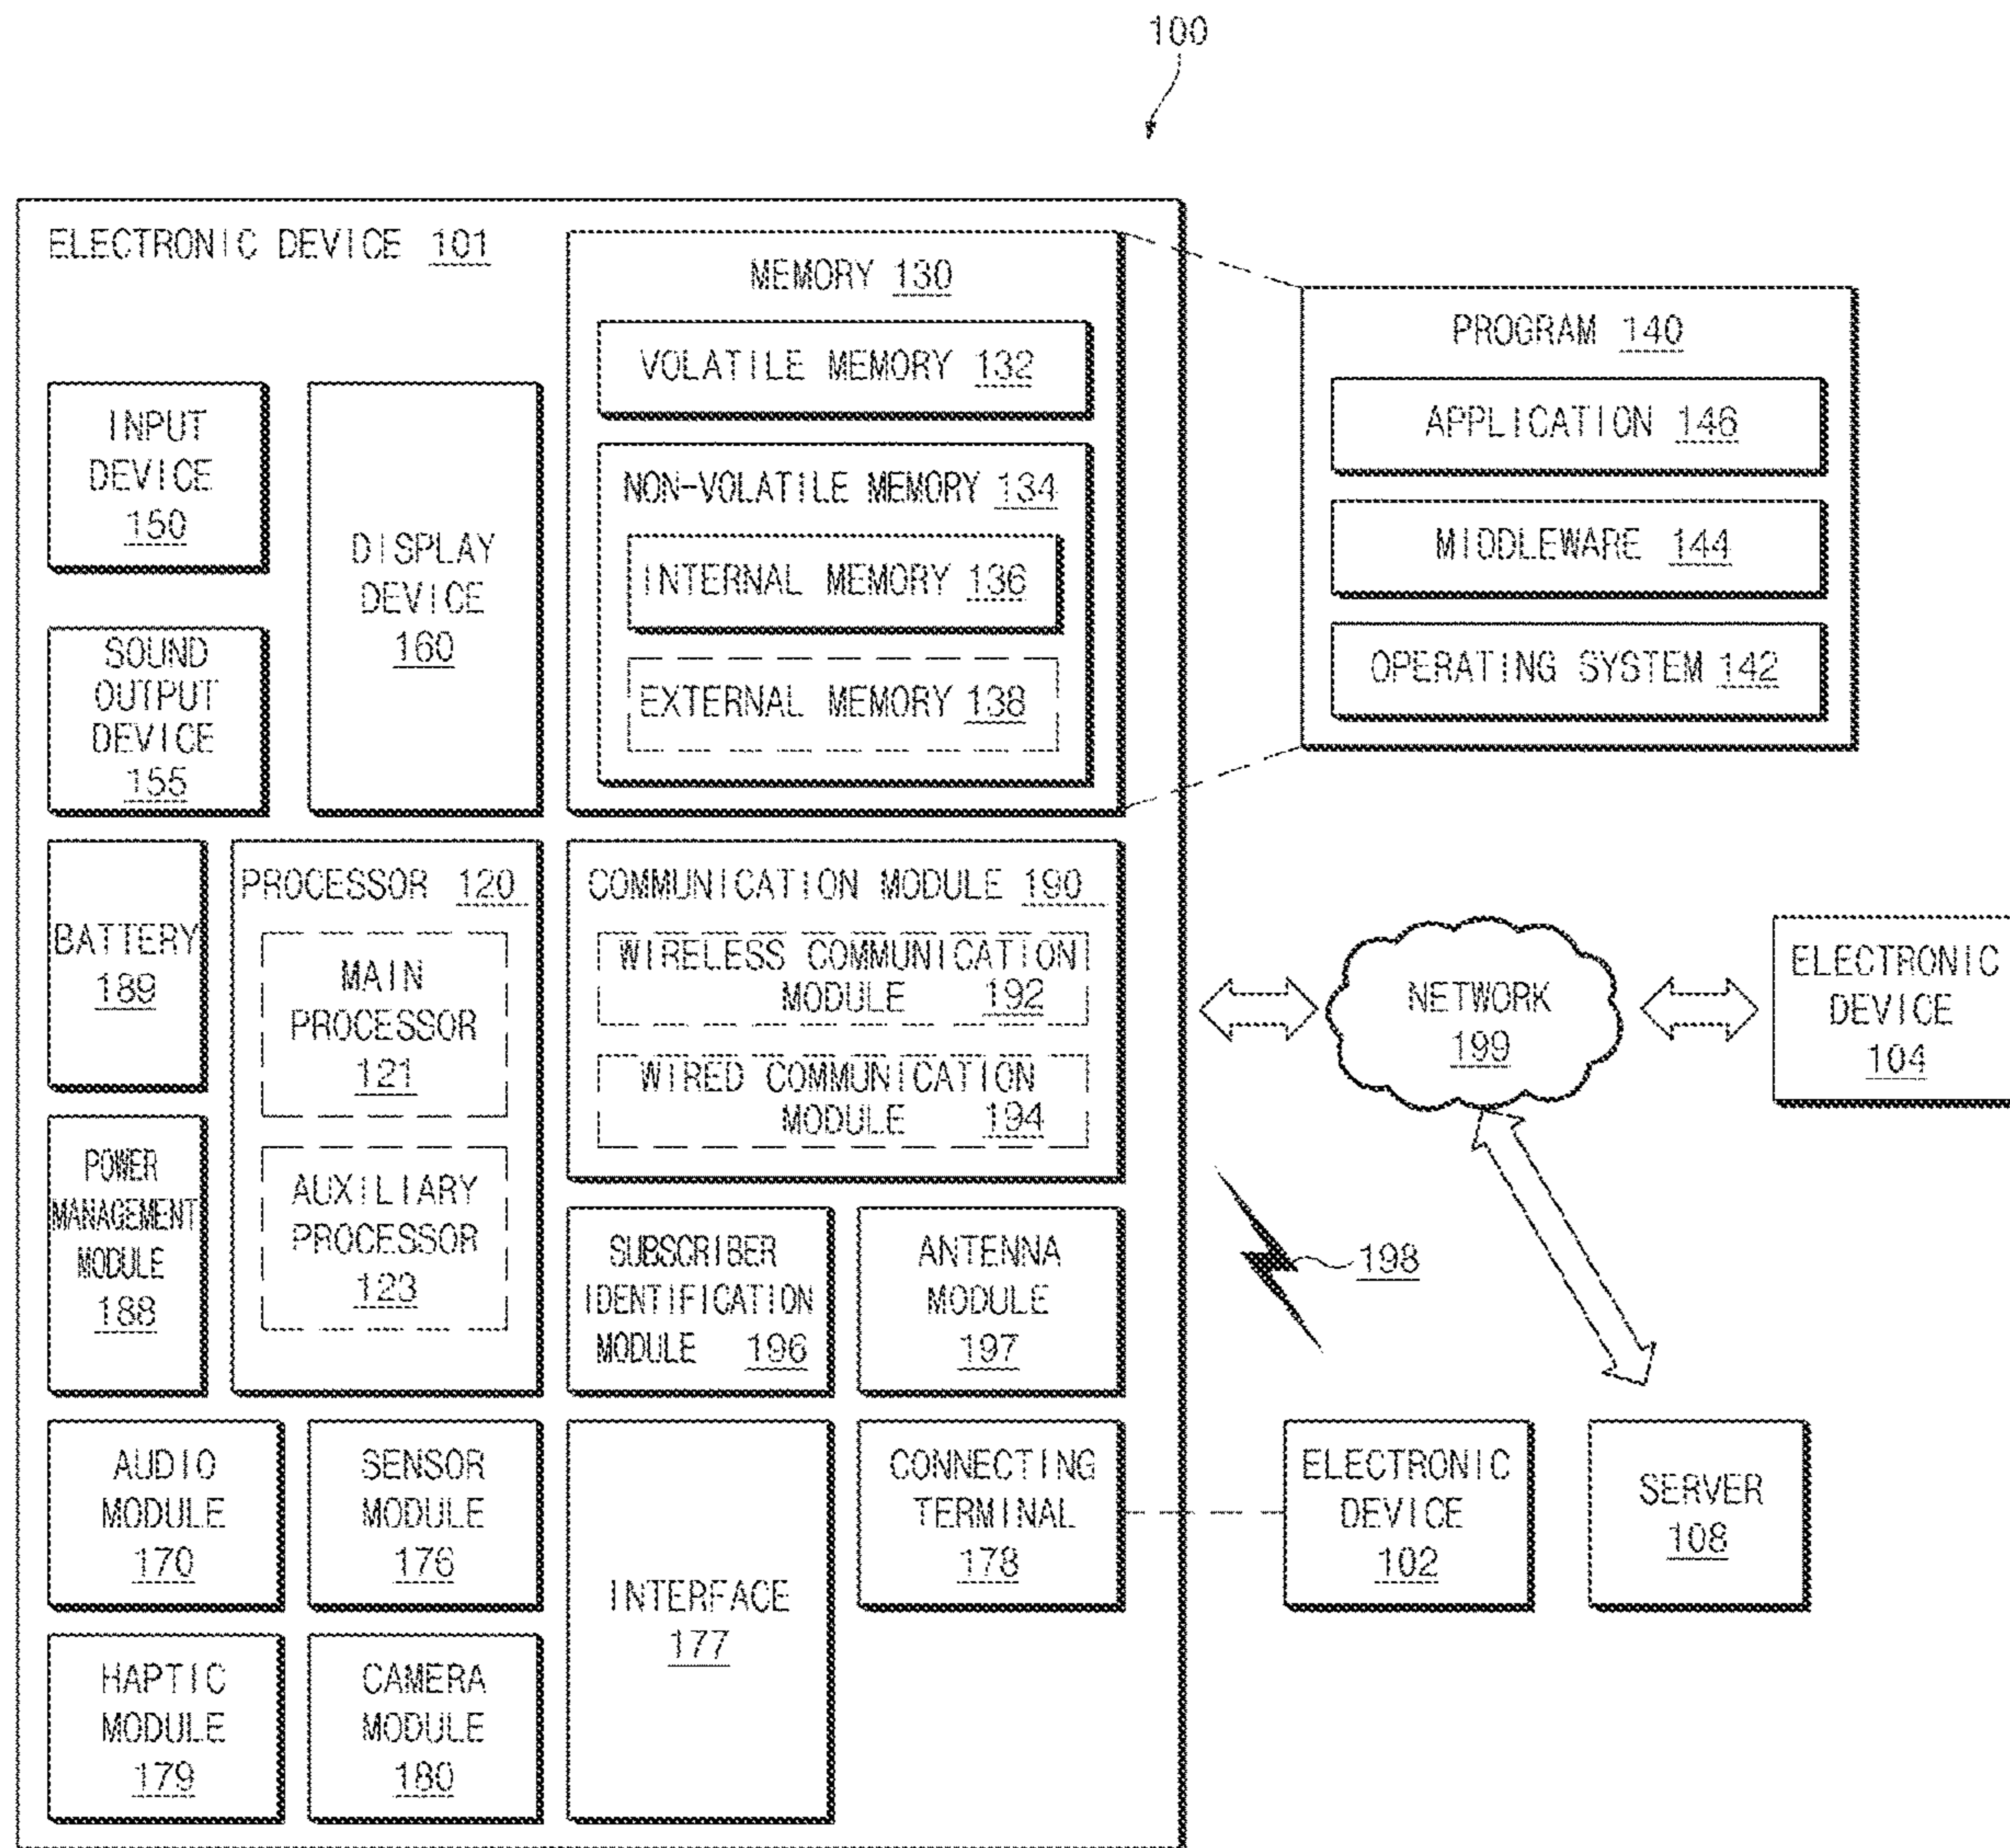 100
ELECTRONIC DEVICE 101
MEMORY 130
VOLATILE MEMORY 132
NON-VOLATILE MEMORY 134
INTERNAL MEMORY 136
EXTERNAL MEMORY 138
PROGRAM 140
APPLICATION 146
MIDDLEWARE 144
OPERATING SYSTEM 142
INPUT
DEVICE
150
SOUND
OUTPUT
DEVICE
155
DISPLAY
DEVICE
160
BATTERY
189
POWER
MANAGEMENT
MODULE
188
PROCESSOR 120
MAIN
PROCESSOR
121
AUXILIARY
PROCESSOR
123
COMMUNICATION MODULE 190
WIRELESS COMMUNICATION
MODULE 192
WIRED COMMUNICATION
MODULE 194
SUBSCRIBER
IDENTIFICATION
MODULE 196
ANTENNA
MODULE
197
NETWORK
199
ELECTRONIC
DEVICE
104
198
AUDIO
MODULE
170
SENSOR
MODULE
176
INTERFACE
177
CONNECTING
TERMINAL
178
ELECTRONIC
DEVICE
102
SERVER
108
HAPTIC
MODULE
179
CAMERA
MODULE
180